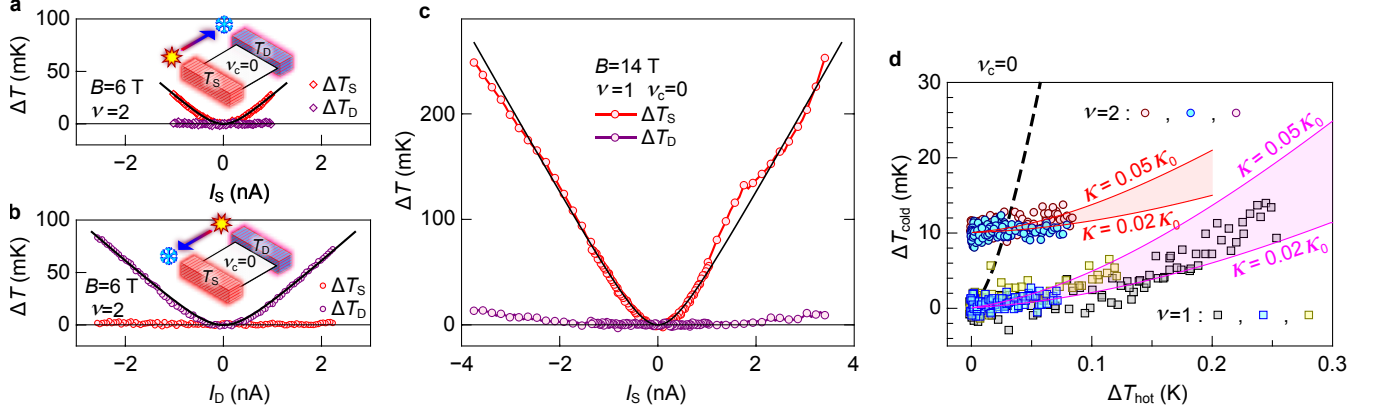 a
100
50
0
ΔT (mK)
B=6 T
ν=2
T_D
T_S
ν_c=0
ΔT_S
ΔT_D
−2
0
2
I_S (nA)
b
100
50
0
ΔT (mK)
B=6 T
ν=2
T_D
T_S
ν_c=0
ΔT_S
ΔT_D
−2
0
2
I_D (nA)
c
200
100
0
ΔT (mK)
B=14 T
ν=1 ν_c=0
ΔT_S
ΔT_D
−4
−2
0
2
4
I_S (nA)
d
ν_c=0
30
20
10
0
ΔT_cold (mK)
ν=2 : , ,
κ = 0.05 κ_0
κ = 0.02 κ_0
κ = 0.05 κ_0
κ = 0.02 κ_0
ν=1 : , ,
0
0.1
0.2
0.3
ΔT_hot (K)